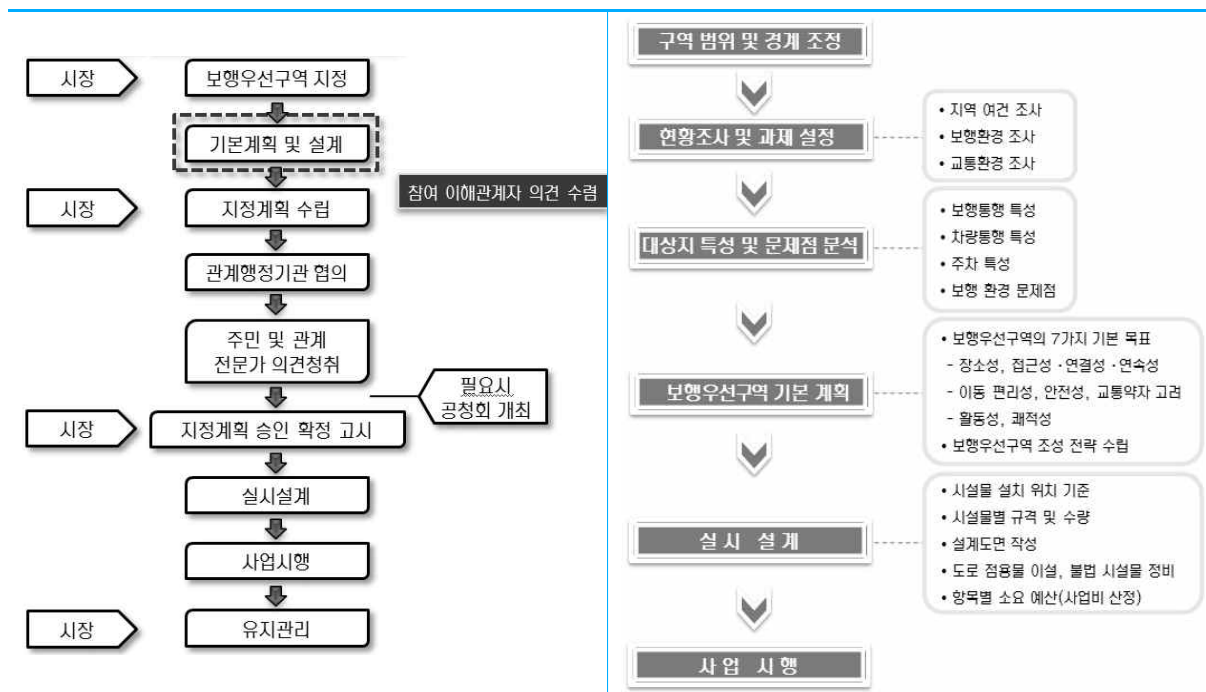 시장
보행우선구역 지정
기본계획 및 설계
참여 이해관계자 의견 수렴
시장
지정계획 수립
관계행정기관 협의
주민 및 관계
전문가 의견청취
필요시
공청회 개최
시장
지정계획 승인 확정 고시
실시설계
사업시행
시장
유지관리
구역 범위 및 경계 조정
현황조사 및 과제 설정
• 지역 여건 조사
• 보행환경 조사
• 교통환경 조사
대상지 특성 및 문제점 분석
• 보행통행 특성
• 차량통행 특성
• 주차 특성
• 보행 환경 문제점
보행우선구역 기본 계획
• 보행우선구역의 7가지 기본 목표
- 장소성, 접근성·연결성·연속성
- 이동 편리성, 안전성, 교통약자 고려
- 활동성, 쾌적성
• 보행우선구역 조성 전략 수립
실시 설계
• 시설물 설치 위치 기준
• 시설물별 규격 및 수량
• 설계도면 작성
• 도로 점용물 이설, 불법 시설물 정비
• 항목별 소요 예산(사업비 산정)
사업 시행